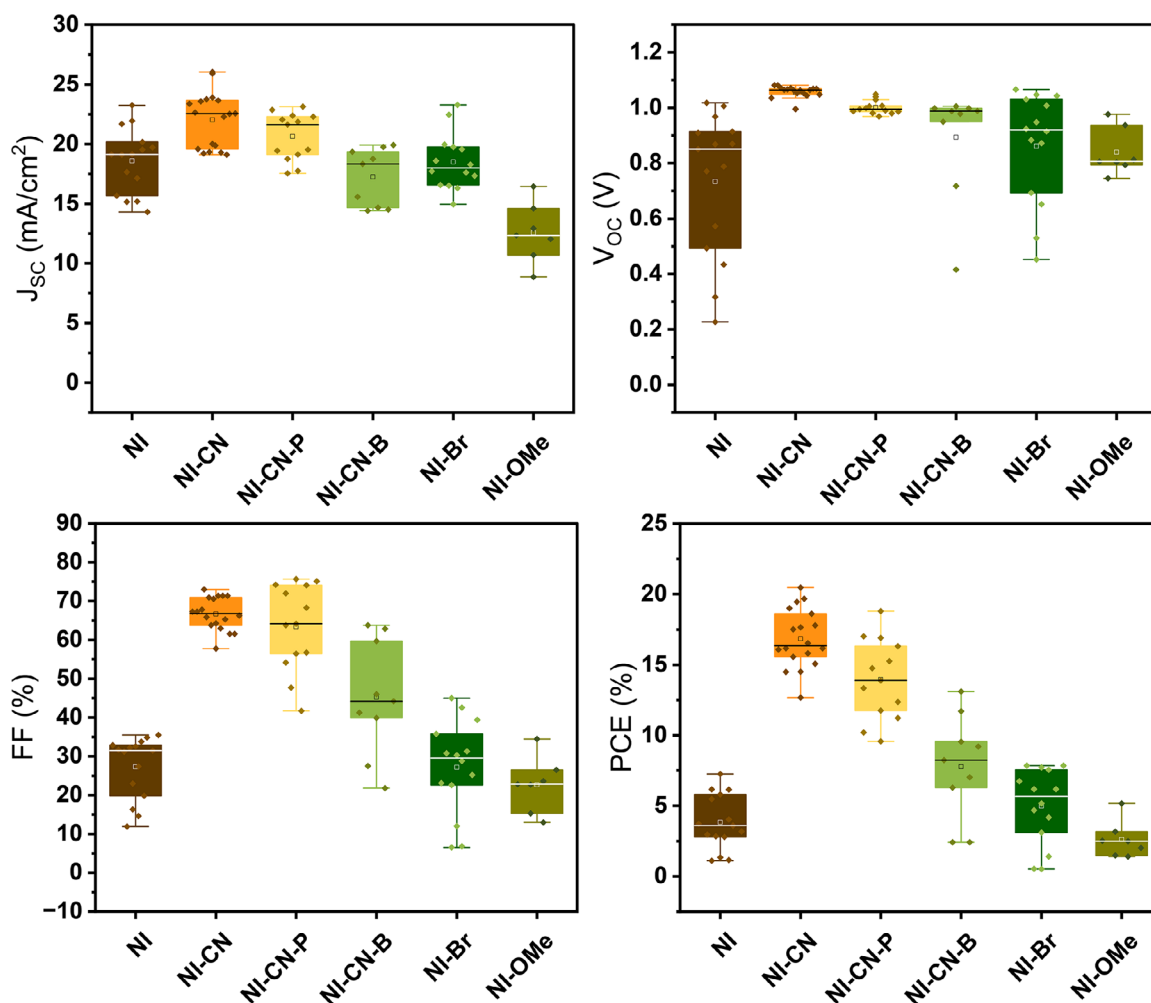 J_SC (mA/cm²)
30
25
20
15
10
5
0
NI
NI-CN
NI-CN-P
NI-CN-B
NI-Br
NI-OMe
V_OC (V)
1.2
1.0
0.8
0.6
0.4
0.2
0.0
NI
NI-CN
NI-CN-P
NI-CN-B
NI-Br
NI-OMe
FF (%)
90
80
70
60
50
40
30
20
10
0
−10
NI
NI-CN
NI-CN-P
NI-CN-B
NI-Br
NI-OMe
PCE (%)
25
20
15
10
5
0
NI
NI-CN
NI-CN-P
NI-CN-B
NI-Br
NI-OMe